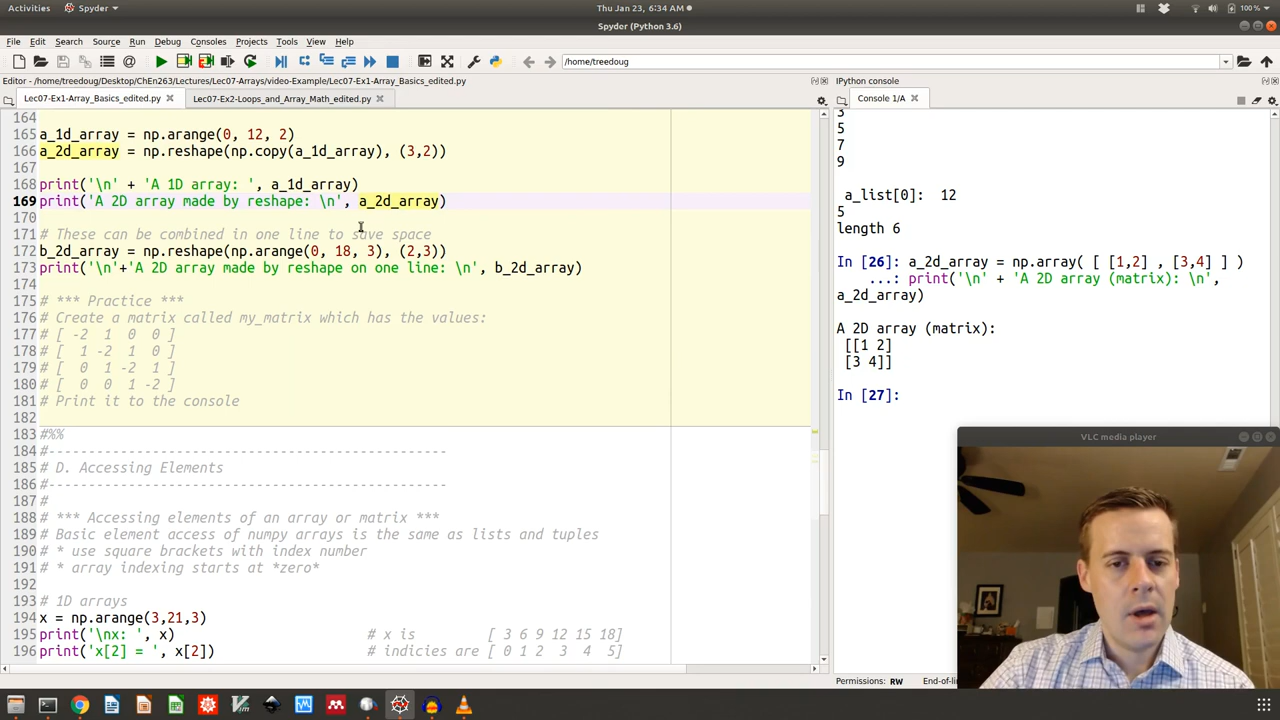 Activities
Spyder
Thu Jan 23, 6:34 AM
100 %
Spyder (Python 3.6)
File Edit Search Source Run Debug Consoles Projects Tools View Help
/home/treedoug
Editor - /home/treedoug/Desktop/ChEn263/Lectures/Lec07-Arrays/video-Example/Lec07-Ex1-Array_Basics_edited.py
Lec07-Ex1-Array_Basics_edited.py
Lec07-Ex2-Loops_and_Array_Math_edited.py
164
165 a_1d_array = np.arange(0, 12, 2)
166 a_2d_array = np.reshape(np.copy(a_1d_array), (3,2))
167
168 print('\n' + 'A 1D array: ', a_1d_array)
169 print('A 2D array made by reshape: \n', a_2d_array)
170
171 # These can be combined in one line to save space
172 b_2d_array = np.reshape(np.arange(0, 18, 3), (2,3))
173 print('\n'+'A 2D array made by reshape on one line: \n', b_2d_array)
174
175 # *** Practice ***
176 # Create a matrix called my_matrix which has the values:
177 # [ -2 1 0 0 ]
178 # [ 1 -2 1 0 ]
179 # [ 0 1 -2 1 ]
180 # [ 0 0 1 -2 ]
181 # Print it to the console
182
183 #%%
184 #-----------------------------------------------------
185 # D. Accessing Elements
186 #-----------------------------------------------------
187 #
188 # *** Accessing elements of an array or matrix ***
189 # Basic element access of numpy arrays is the same as lists and tuples
190 # * use square brackets with index number
191 # * array indexing starts at *zero*
192
193 # 1D arrays
194 x = np.arange(3,21,3)
195 print('\nx: ', x) # x is [ 3 6 9 12 15 18]
196 print('x[2] = ', x[2]) # indicies are [ 0 1 2 3 4 5]
IPython console
Console 1/A
3
5
7
9
a_list[0]: 12
5
length 6
In [26]: a_2d_array = np.array( [ [1,2] , [3,4] ] )
...: print('\n' + 'A 2D array (matrix): \n',
a_2d_array)
A 2D array (matrix):
[[1 2]
[3 4]]
In [27]:
VLC media player
Permissions: RW
End-of-li